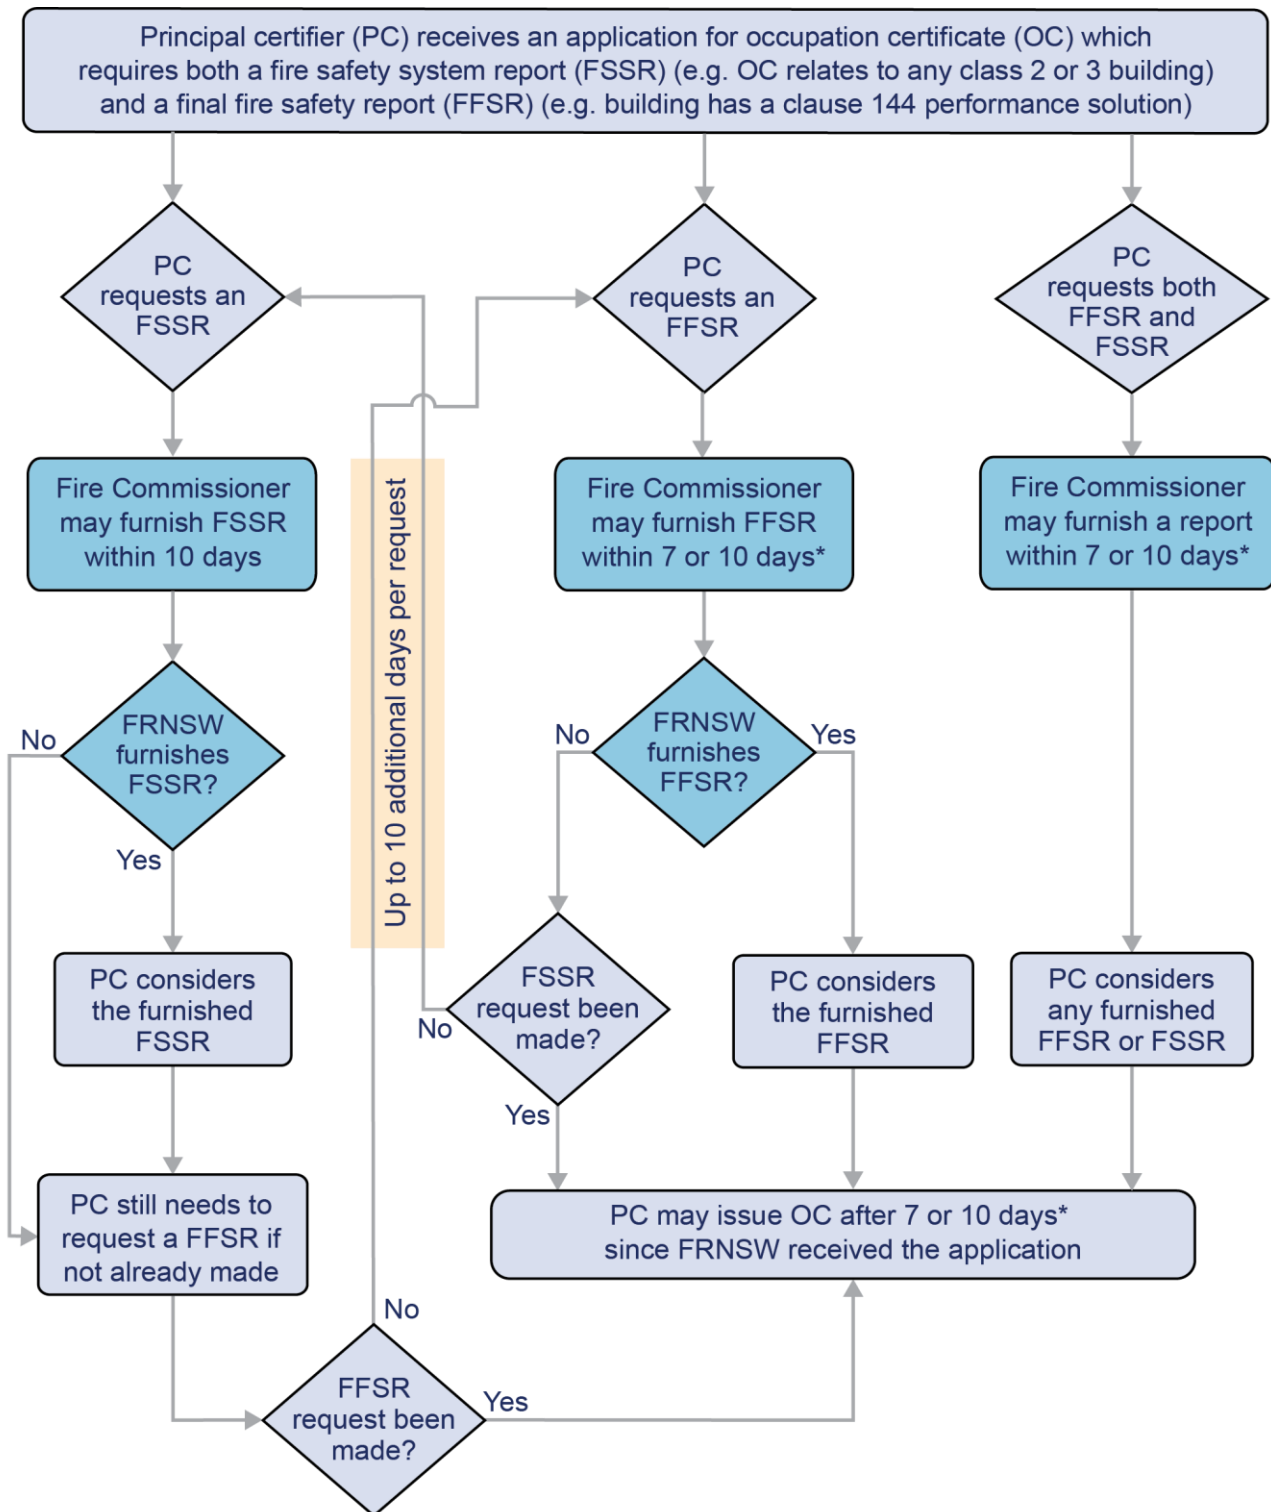 Principal certifier (PC) receives an application for occupation certificate (OC) which
requires both a fire safety system report (FSSR) (e.g. OC relates to any class 2 or 3 building)
and a final fire safety report (FFSR) (e.g. building has a clause 144 performance solution)
PC
requests an
FSSR
PC
requests an
FFSR
PC
requests both
FFSR and
FSSR
Fire Commissioner
may furnish FSSR
within 10 days
Up to 10 additional days per request
Fire Commissioner
may furnish FFSR
within 7 or 10 days*
Fire Commissioner
may furnish a report
within 7 or 10 days*
No
FRNSW
furnishes
FSSR?
Yes
No
FRNSW
furnishes
FFSR?
Yes
PC considers
the furnished
FSSR
FSSR
request been
made?
No
Yes
PC considers
the furnished
FFSR
PC considers
any furnished
FFSR or FSSR
PC still needs to
request a FFSR if
not already made
PC may issue OC after 7 or 10 days*
since FRNSW received the application
No
FFSR
request been
made?
Yes